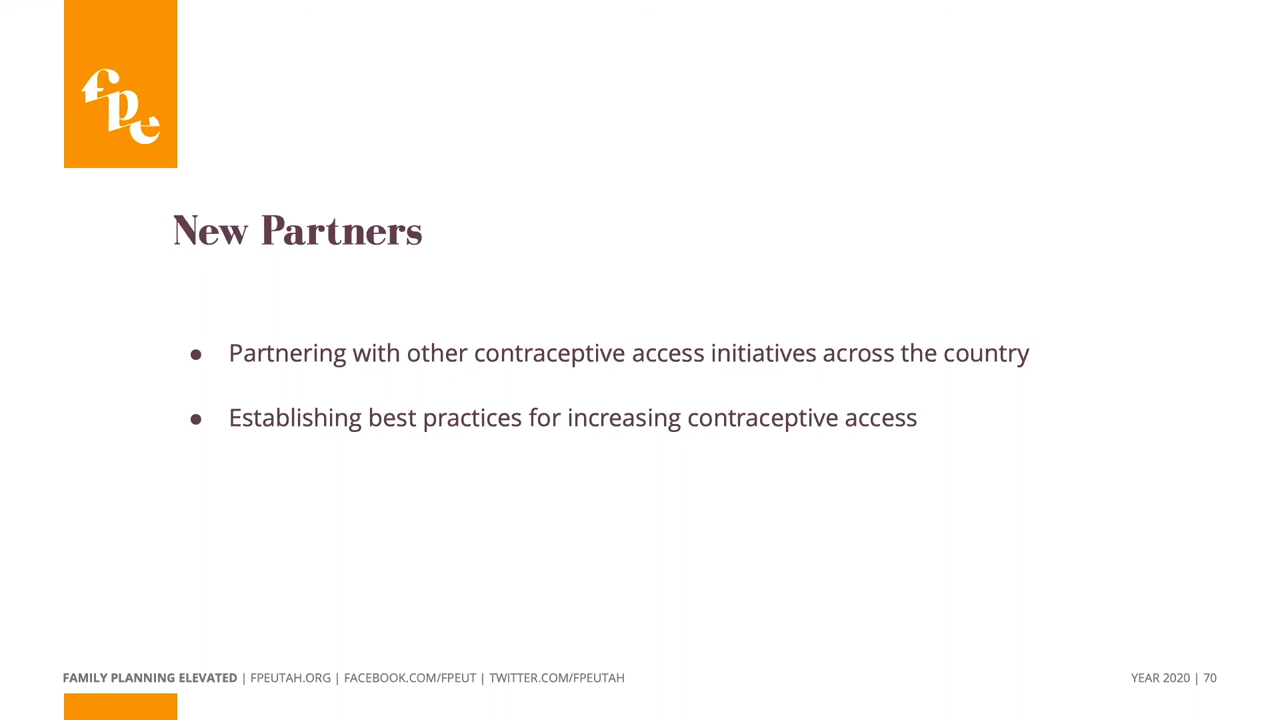 fpe
New Partners
● Partnering with other contraceptive access initiatives across the country
● Establishing best practices for increasing contraceptive access
FAMILY PLANNING ELEVATED | FPEUTAH.ORG | FACEBOOK.COM/FPEUT | TWITTER.COM/FPEUTAH
YEAR 2020 | 70